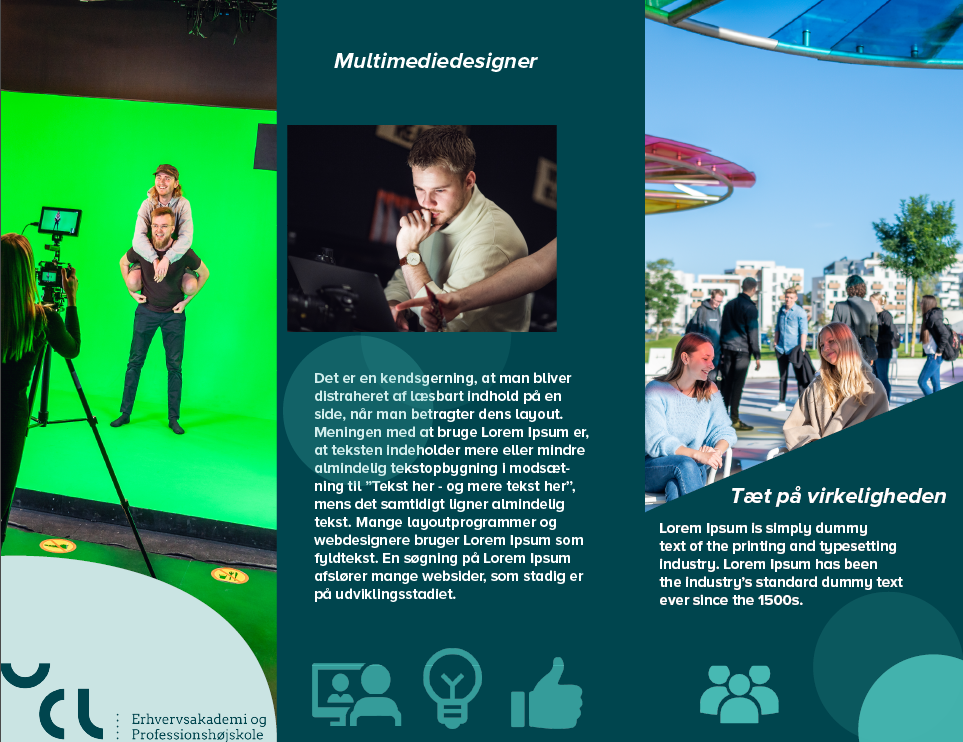 Multimediedesigner
Det er en kendsgerning, at man bliver
distraheret af læsbart indhold på en
side, når man betragter dens layout.
Meningen med at bruge Lorem Ipsum er,
at teksten indeholder mere eller mindre
almindelig tekstopbygning i modsæt-
ning til ”Tekst her - og mere tekst her”,
mens det samtidigt ligner almindelig
tekst. Mange layoutprogrammer og
webdesignere bruger Lorem Ipsum som
fyldtekst. En søgning på Lorem Ipsum
afslører mange websider, som stadig er
på udviklingsstadiet.
Tæt på virkeligheden
Lorem Ipsum is simply dummy
text of the printing and typesetting
industry. Lorem Ipsum has been
the industry’s standard dummy text
ever since the 1500s.
UCL
Erhvervsakademi og
Professionshøjskole